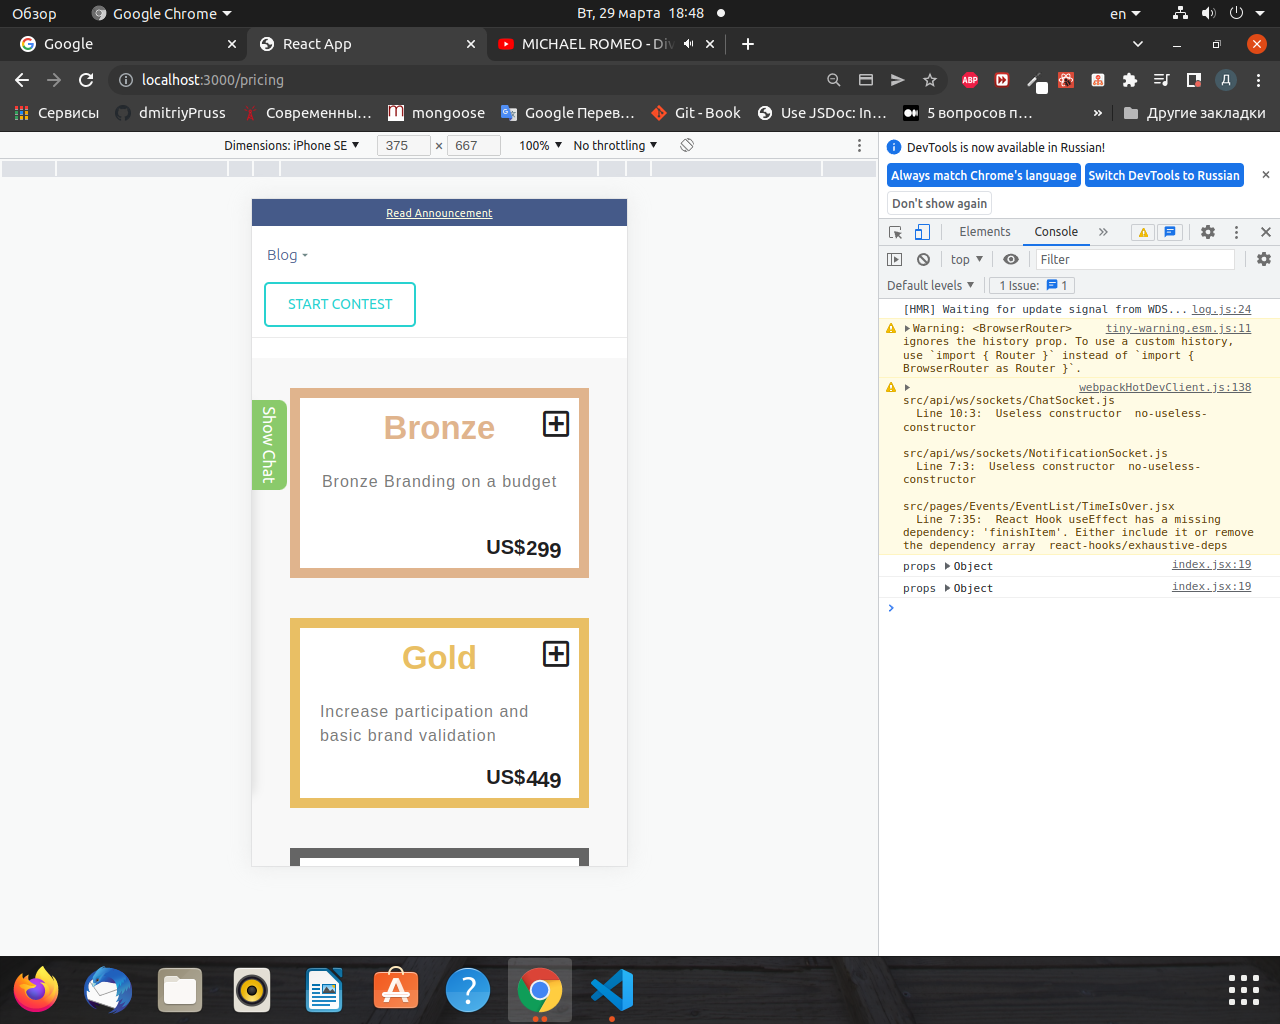 Обзор
Google Chrome
Вт, 29 марта 18:48
en
Google
React App
MICHAEL ROMEO - Div
localhost:3000/pricing
ABP
Д
Сервисы
dmitriyPruss
Современны...
mongoose
Google Перев...
Git - Book
Use JSDoc: In...
5 вопросов п...
»
Другие закладки
Dimensions: iPhone SE
375 × 667
100%
No throttling
DevTools is now available in Russian!
Always match Chrome's language
Switch DevTools to Russian
Don't show again
Elements
Console
»
top
Filter
Default levels
1 Issue: 1
[HMR] Waiting for update signal from WDS... log.js:24
Warning: <BrowserRouter> tiny-warning.esm.js:11
ignores the history prop. To use a custom history,
use `import { Router }` instead of `import {
BrowserRouter as Router }`.
webpackHotDevClient.js:138
src/api/ws/sockets/ChatSocket.js
Line 10:3: Useless constructor no-useless-
constructor
src/api/ws/sockets/NotificationSocket.js
Line 7:3: Useless constructor no-useless-
constructor
src/pages/Events/EventList/TimeIsOver.jsx
Line 7:35: React Hook useEffect has a missing
dependency: 'finishItem'. Either include it or remove
the dependency array react-hooks/exhaustive-deps
props Object index.jsx:19
props Object index.jsx:19
Read Announcement
Blog
START CONTEST
Show Chat
Bronze
Bronze Branding on a budget
US$299
Gold
Increase participation and
basic brand validation
US$449